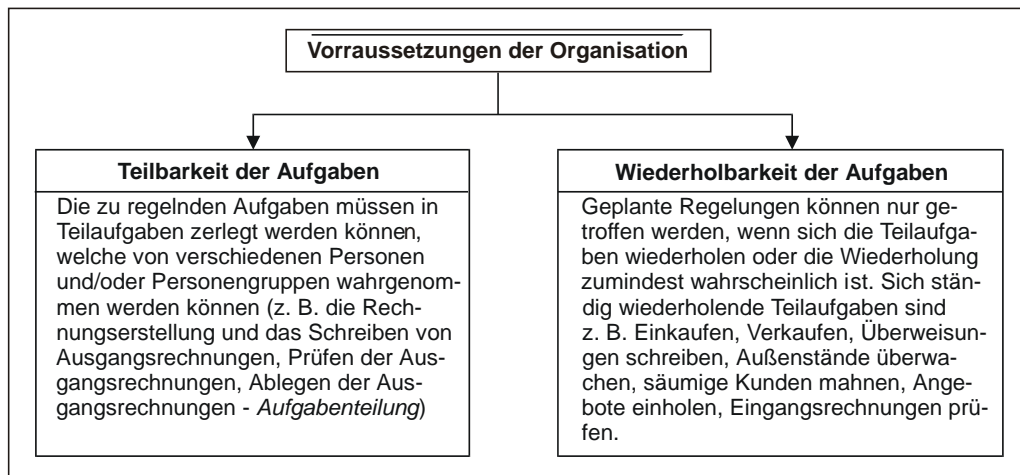 Vorraussetzungen der Organisation
Teilbarkeit der Aufgaben
Die zu regelnden Aufgaben müssen in
Teilaufgaben zerlegt werden können,
welche von verschiedenen Personen
und/oder Personengruppen wahrgenom-
men werden können (z. B. die Rech-
nungserstellung und das Schreiben von
Ausgangsrechnungen, Prüfen der Aus-
gangsrechnungen, Ablegen der Aus-
gangsrechnungen - Aufgabenteilung)
Wiederholbarkeit der Aufgaben
Geplante Regelungen können nur ge-
troffen werden, wenn sich die Teilaufga-
ben wiederholen oder die Wiederholung
zumindest wahrscheinlich ist. Sich stän-
dig wiederholende Teilaufgaben sind
z. B. Einkaufen, Verkaufen, Überweisun-
gen schreiben, Außenstände überwa-
chen, säumige Kunden mahnen, Ange-
bote einholen, Eingangsrechnungen prü-
fen.